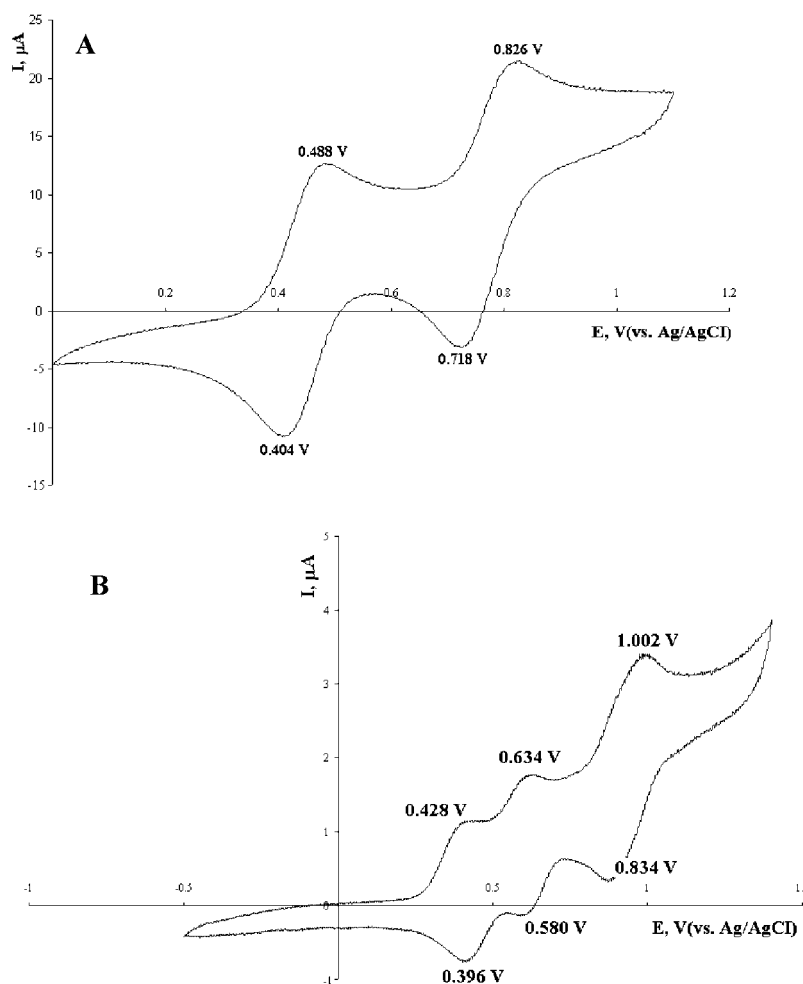 A
I, µA
25
20
15
10
5
0
-5
-10
-15
0.826 V
0.488 V
0.2
0.4
0.6
0.8
1
1.2
E, V(vs. Ag/AgCl)
0.718 V
0.404 V
B
I, µA
5
4
3
2
1
0
-1
1.002 V
0.634 V
0.428 V
0.834 V
-1
-0.5
0.5
1
E, V(vs. Ag/AgCl)
0.580 V
0.396 V